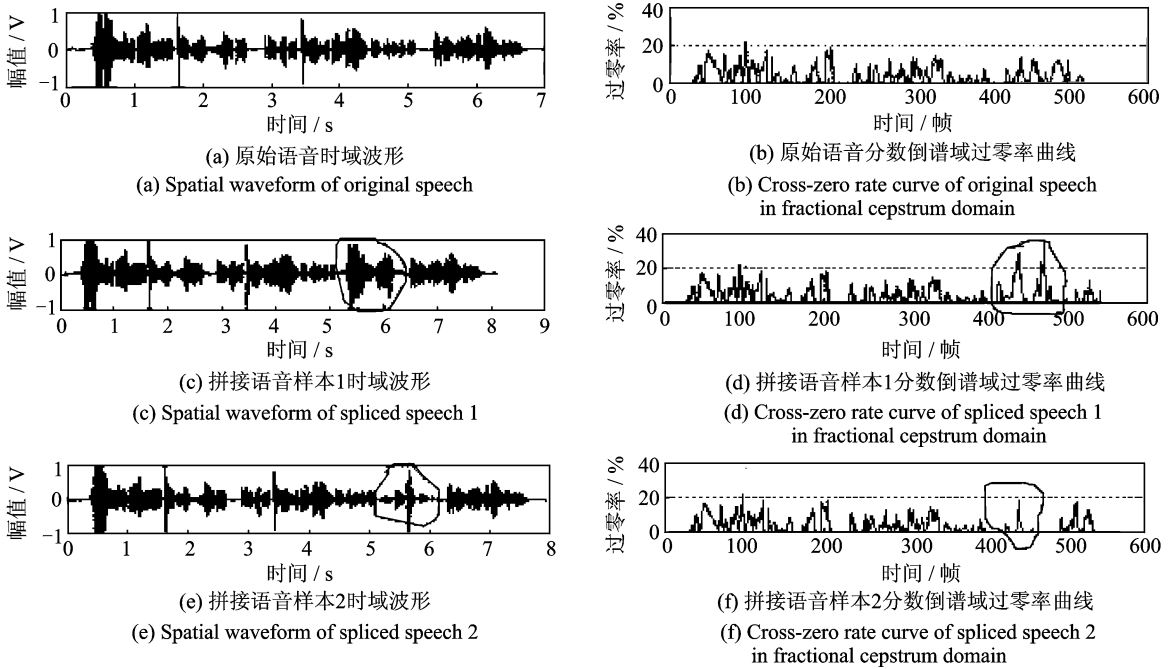 幅值 / V
1
0
−1
0 1 2 3 4 5 6 7
时间 / s
(a) 原始语音时域波形
(a) Spatial waveform of original speech
过零率 / %
40
20
0
0 100 200 300 400 500 600
时间 / 帧
(b) 原始语音分数倒谱域过零率曲线
(b) Cross-zero rate curve of original speech
in fractional cepstrum domain
幅值 / V
1
0
−1
0 1 2 3 4 5 6 7 8 9
时间 / s
(c) 拼接语音样本1时域波形
(c) Spatial waveform of spliced speech 1
过零率 / %
40
20
0
0 100 200 300 400 500 600
时间 / 帧
(d) 拼接语音样本1分数倒谱域过零率曲线
(d) Cross-zero rate curve of spliced speech 1
in fractional cepstrum domain
幅值 / V
1
0
−1
0 1 2 3 4 5 6 7 8
时间 / s
(e) 拼接语音样本2时域波形
(e) Spatial waveform of spliced speech 2
过零率 / %
40
20
0
0 100 200 300 400 500 600
时间 / 帧
(f) 拼接语音样本2分数倒谱域过零率曲线
(f) Cross-zero rate curve of spliced speech 2
in fractional cepstrum domain